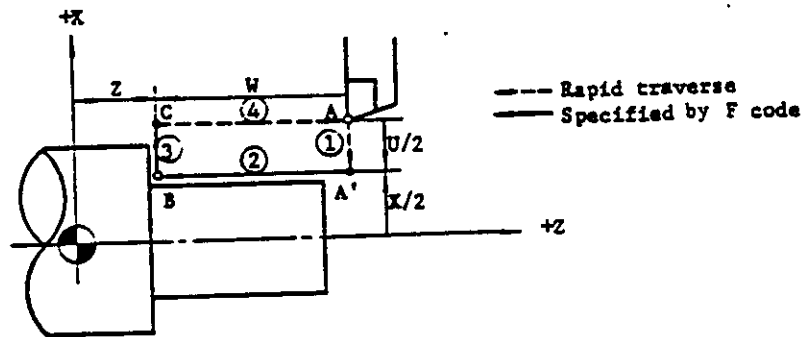 +X
Z W
C ④ A
--- Rapid traverse
— Specified by F code
③ ① U/2
②
B A' X/2
+Z